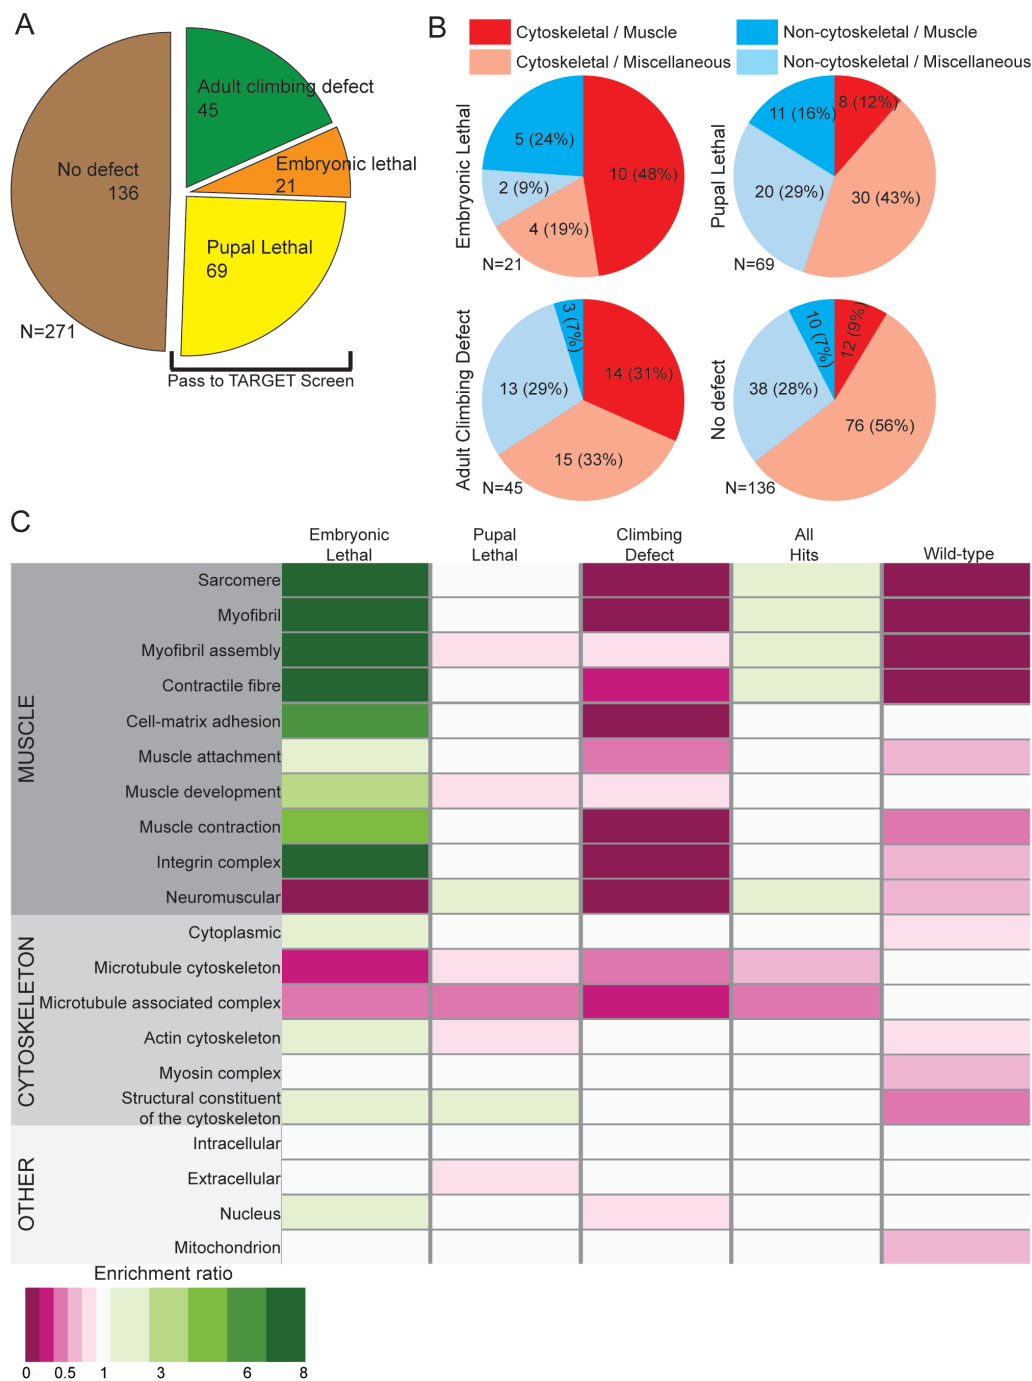 A
Adult climbing defect
45
No defect
136
Embryonic lethal
21
Pupal Lethal
69
N=271
Pass to TARGET Screen
B
Cytoskeletal / Muscle
Non-cytoskeletal / Muscle
Cytoskeletal / Miscellaneous
Non-cytoskeletal / Miscellaneous
Embryonic Lethal
5 (24%)
10 (48%)
2 (9%)
4 (19%)
N=21
Pupal Lethal
11 (16%)
8 (12%)
20 (29%)
30 (43%)
N=69
Adult Climbing Defect
3 (7%)
14 (31%)
13 (29%)
15 (33%)
N=45
No defect
10 (7%)
12 (9%)
38 (28%)
76 (56%)
N=136
C
Embryonic
Lethal
Pupal
Lethal
Climbing
Defect
All
Hits
Wild-type
MUSCLE
Sarcomere
Myofibril
Myofibril assembly
Contractile fibre
Cell-matrix adhesion
Muscle attachment
Muscle development
Muscle contraction
Integrin complex
Neuromuscular
CYTOSKELETON
Cytoplasmic
Microtubule cytoskeleton
Microtubule associated complex
Actin cytoskeleton
Myosin complex
Structural constituent
of the cytoskeleton
OTHER
Intracellular
Extracellular
Nucleus
Mitochondrion
Enrichment ratio
0 0.5 1 3 6 8